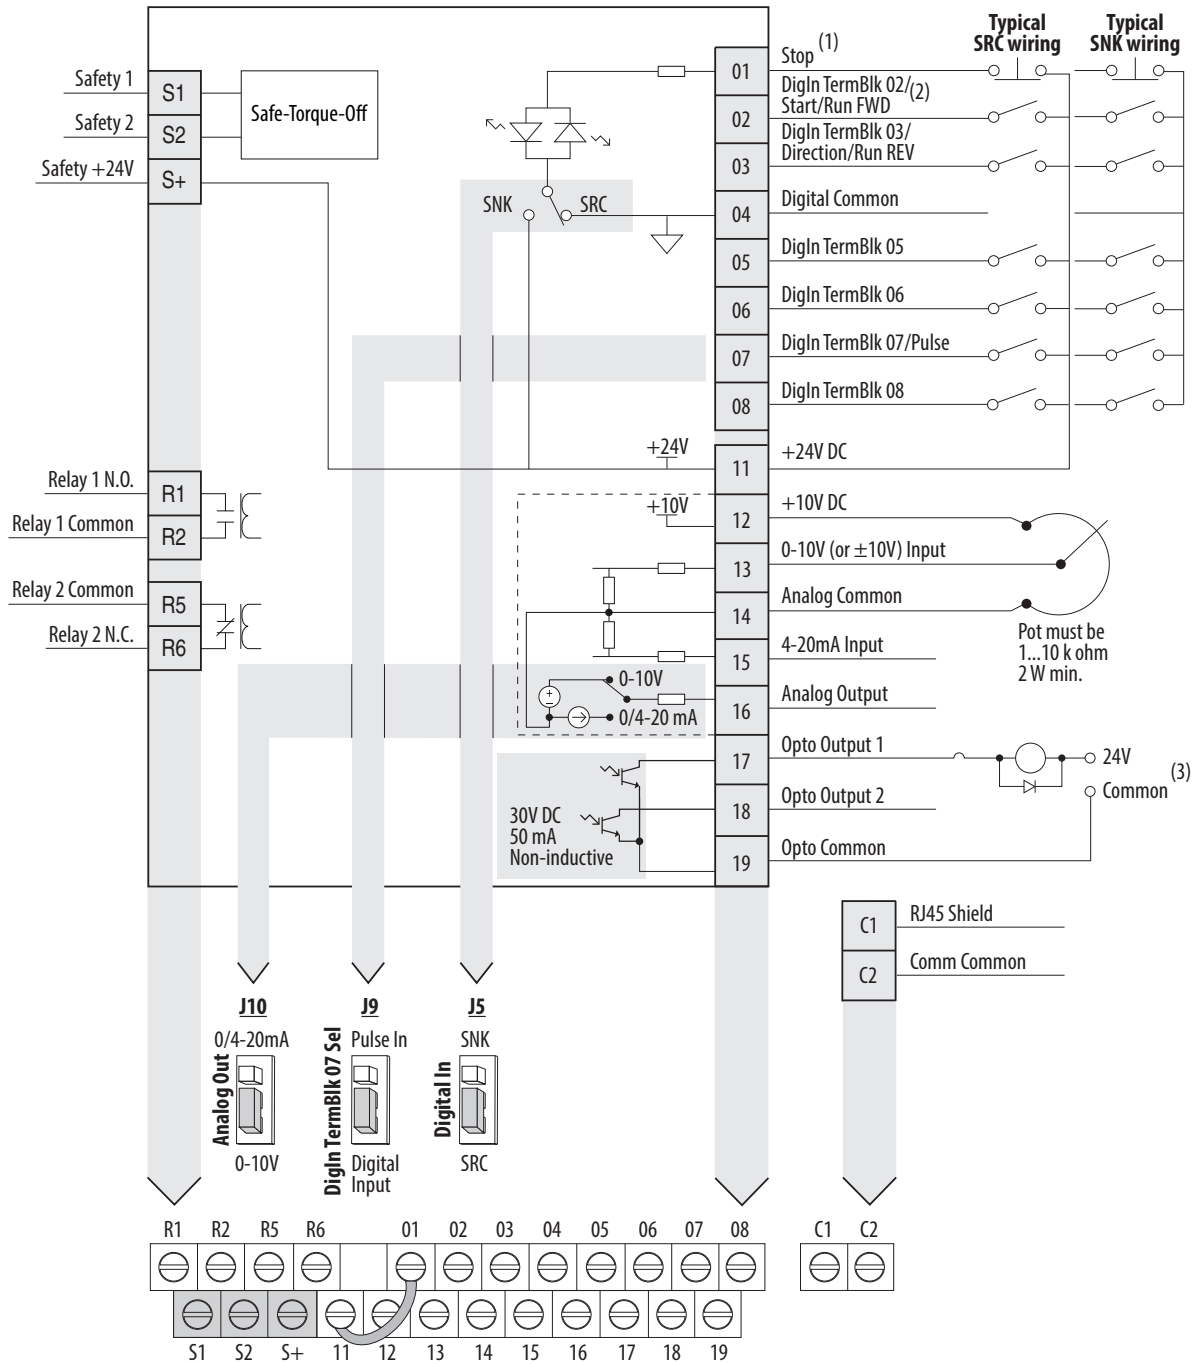 Typical
SRC wiring
Typical
SNK wiring
Safety 1
S1
Safety 2
S2
Safety +24V
S+
Safe-Torque-Off
SNK
SRC
01
Stop (1)
02
DigIn TermBlk 02/
Start/Run FWD (2)
03
DigIn TermBlk 03/
Direction/Run REV
04
Digital Common
05
DigIn TermBlk 05
06
DigIn TermBlk 06
07
DigIn TermBlk 07/Pulse
08
DigIn TermBlk 08
+24V
11
+24V DC
Relay 1 N.O.
R1
Relay 1 Common
R2
Relay 2 Common
R5
Relay 2 N.C.
R6
+10V
12
+10V DC
13
0-10V (or ±10V) Input
14
Analog Common
Pot must be
1...10 k ohm
2 W min.
15
4-20mA Input
0-10V
0/4-20 mA
+
−
16
Analog Output
17
Opto Output 1
24V
Common (3)
18
Opto Output 2
19
Opto Common
30V DC
50 mA
Non-inductive
C1
RJ45 Shield
C2
Comm Common
J10
0/4-20mA
Analog Out
0-10V
J9
Pulse In
DigIn TermBlk 07 Sel
Digital
Input
J5
SNK
Digital In
SRC
R1 R2 R5 R6 01 02 03 04 05 06 07 08 C1 C2
S1 S2 S+ 11 12 13 14 15 16 17 18 19